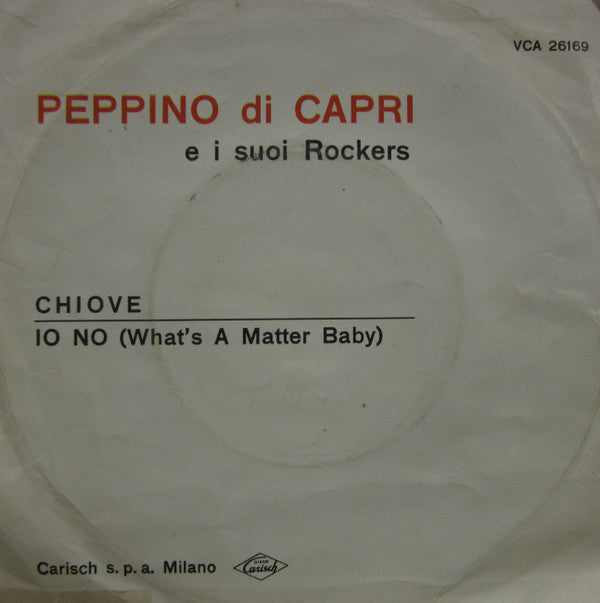 VCA 26169
PEPPINO di CAPRI
e i suoi Rockers
CHIOVE
IO NO (What's A Matter Baby)
Carisch s.p.a. Milano
DISCHI
Carisch